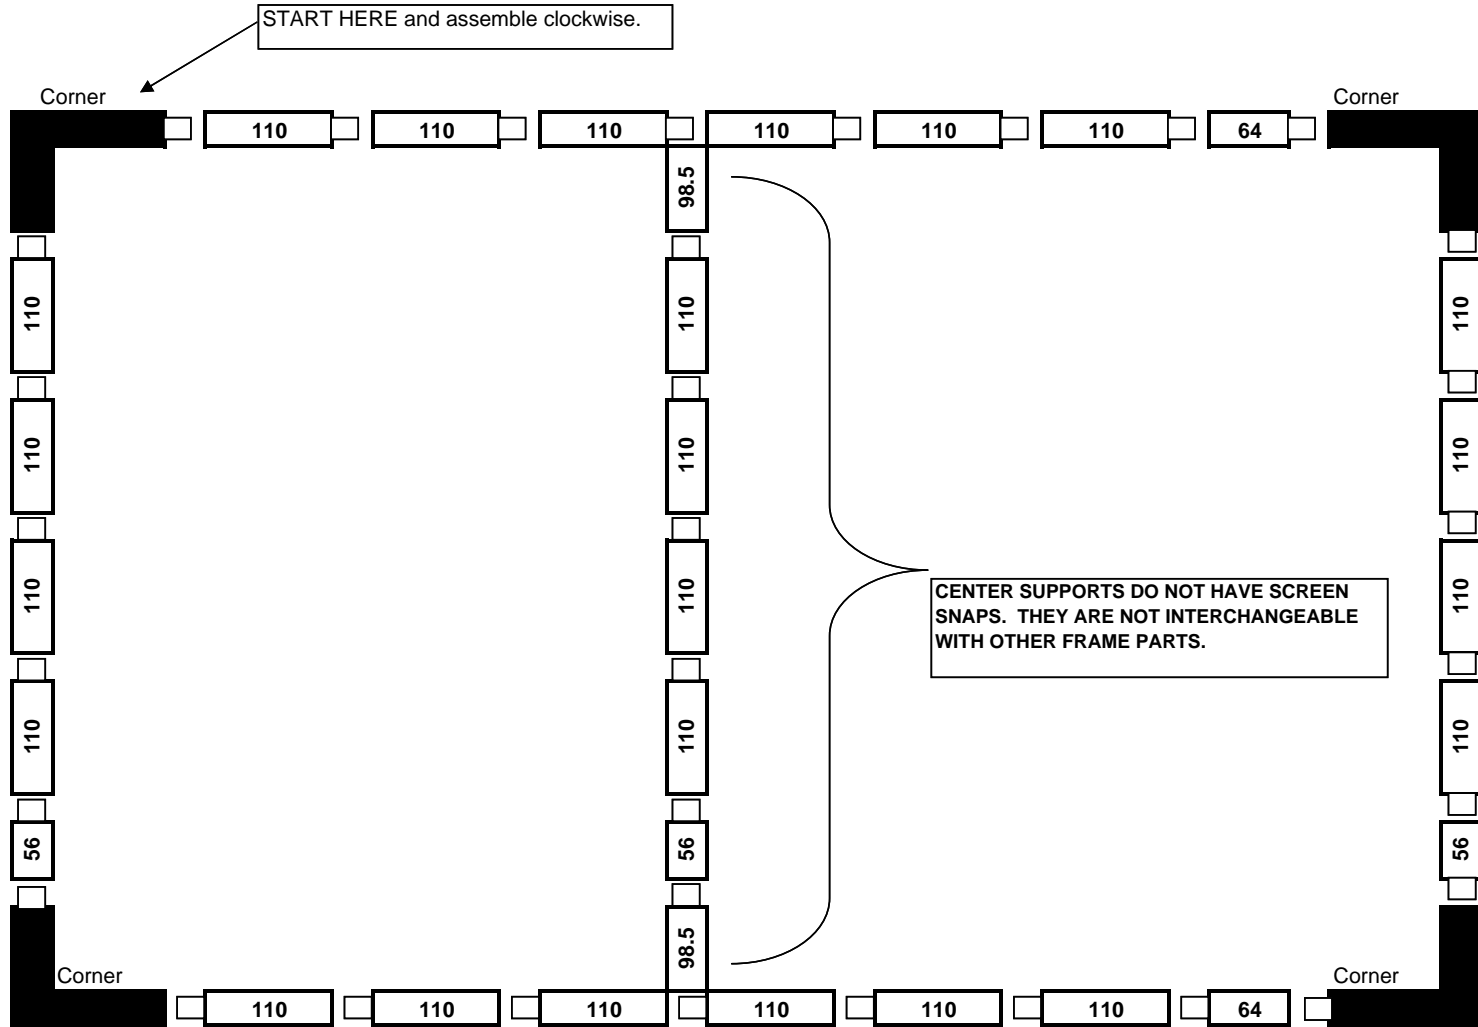 START HERE and assemble clockwise.
Corner
Corner
110 110 110 110 110 110 64
98.5
110 110 110
110 110 110
110 110 110
CENTER SUPPORTS DO NOT HAVE SCREEN
SNAPS.  THEY ARE NOT INTERCHANGEABLE
WITH OTHER FRAME PARTS.
110 110 110
56 56 56
98.5
Corner
Corner
110 110 110 110 110 110 64